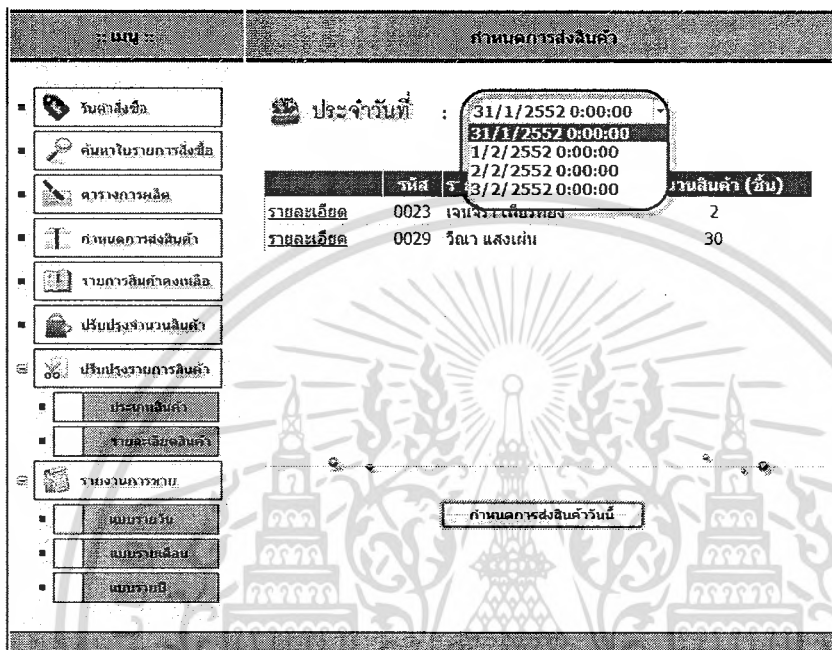 :: เมนู ::
กำหนดการส่งสินค้า
รับคำสั่งซื้อ
ค้นหาใบรายการสั่งซื้อ
ตารางการผลิต
กำหนดการส่งสินค้า
รายการสินค้าคงเหลือ
ปรับปรุงจำนวนสินค้า
ปรับปรุงรายการสินค้า
ประเภทสินค้า
รายละเอียดสินค้า
รายงานการขาย
แบบรายวัน
แบบรายเดือน
แบบรายปี
ประจำวันที่ : 31/1/2552 0:00:00
31/1/2552 0:00:00
1/2/2552 0:00:00
2/2/2552 0:00:00
3/2/2552 0:00:00
รหัส (ชิ้น)
รายละเอียด 0023 2
รายละเอียด 0029 วีณา แสงเผ่น 30
กำหนดการส่งสินค้าวันนี้